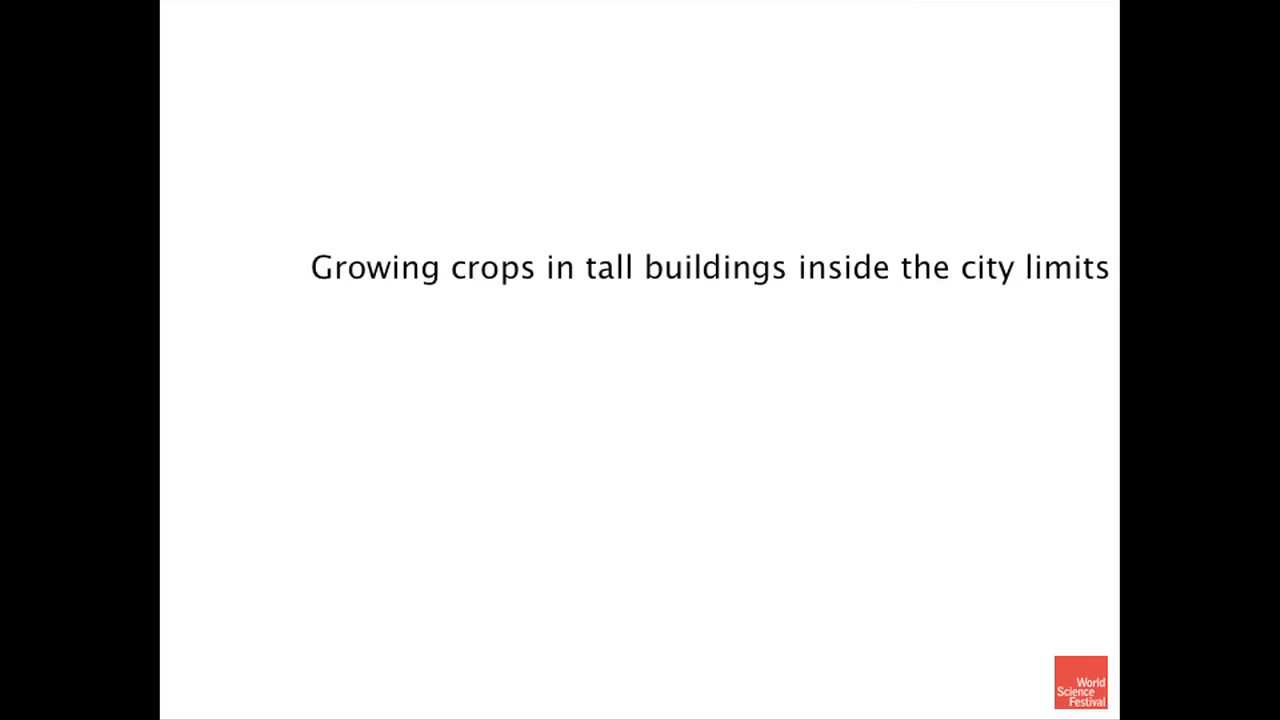 Growing crops in tall buildings inside the city limits
World
Science
Festival